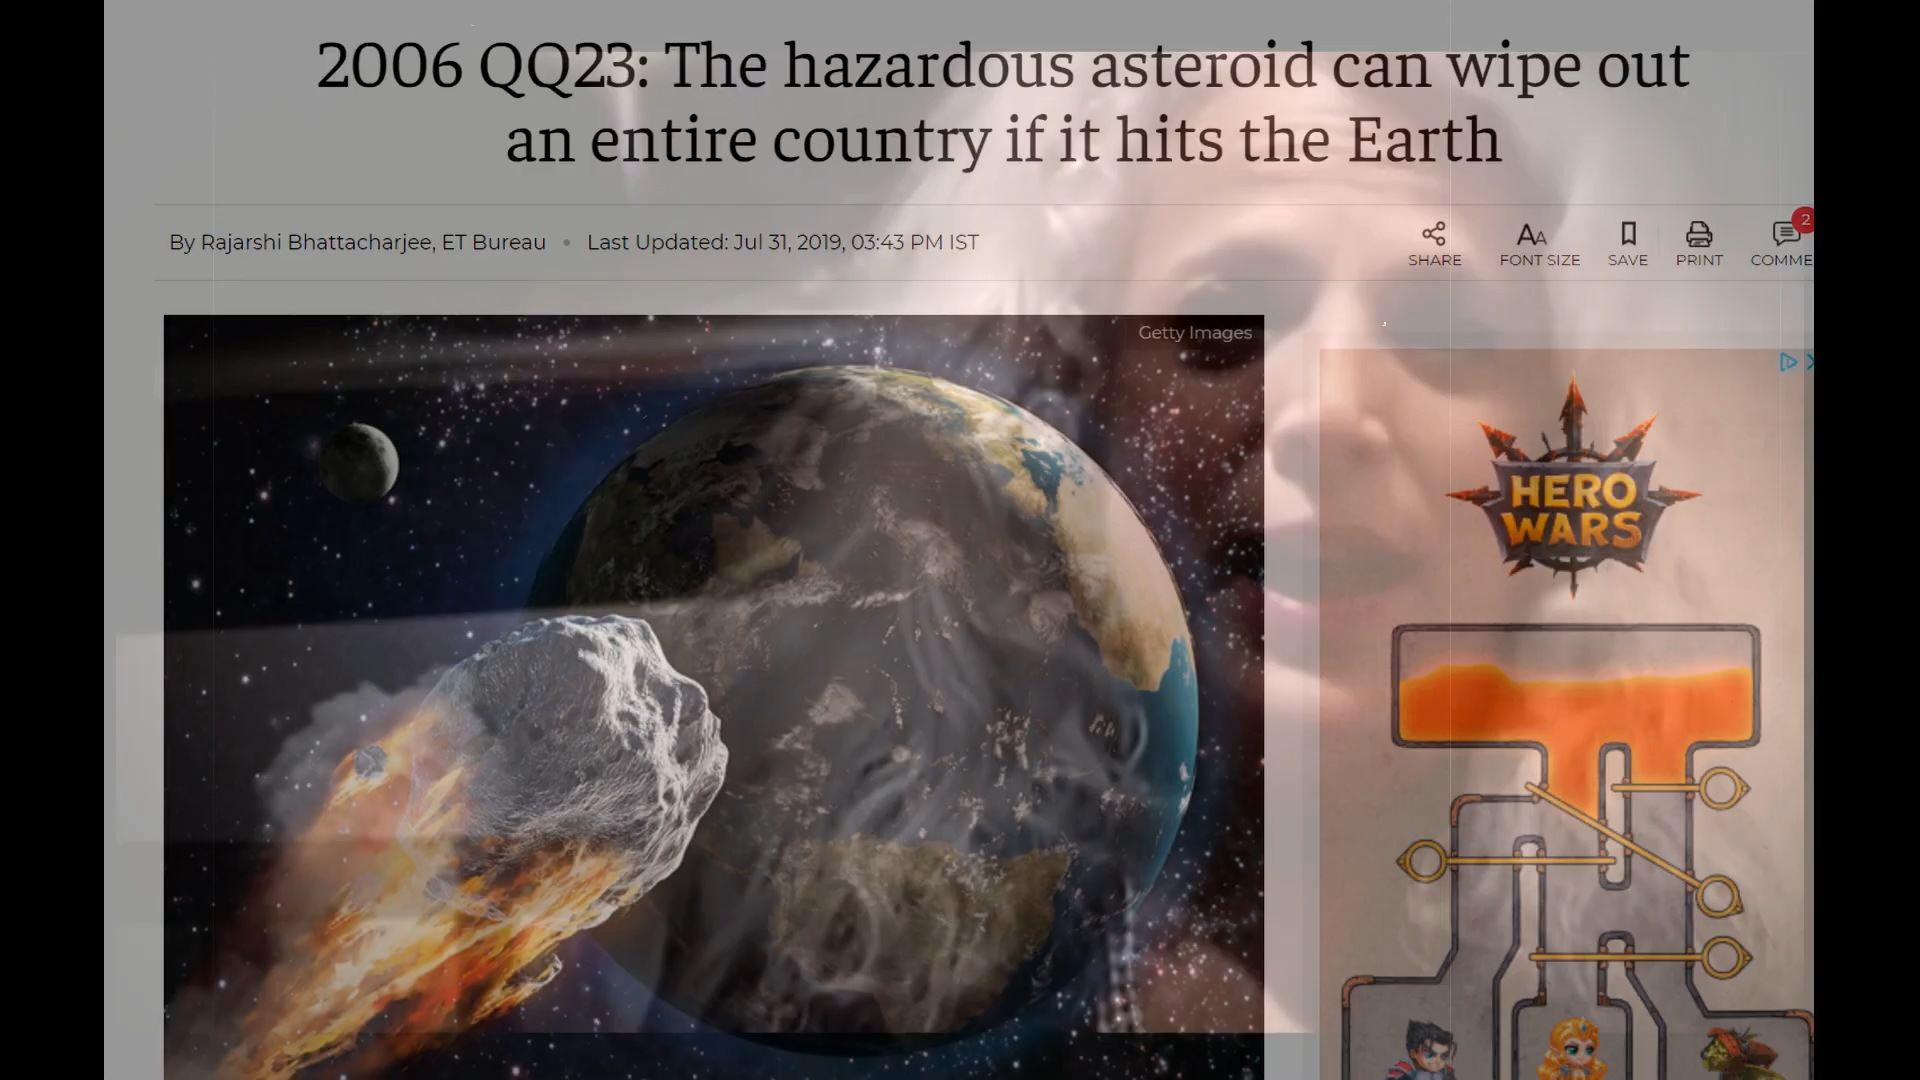 2006 QQ23: The hazardous asteroid can wipe out
an entire country if it hits the Earth
By Rajarshi Bhattacharjee, ET Bureau • Last Updated: Jul 31, 2019, 03:43 PM IST
SHARE
FONT SIZE
SAVE
PRINT
COMME
2
Getty Images
HERO
WARS